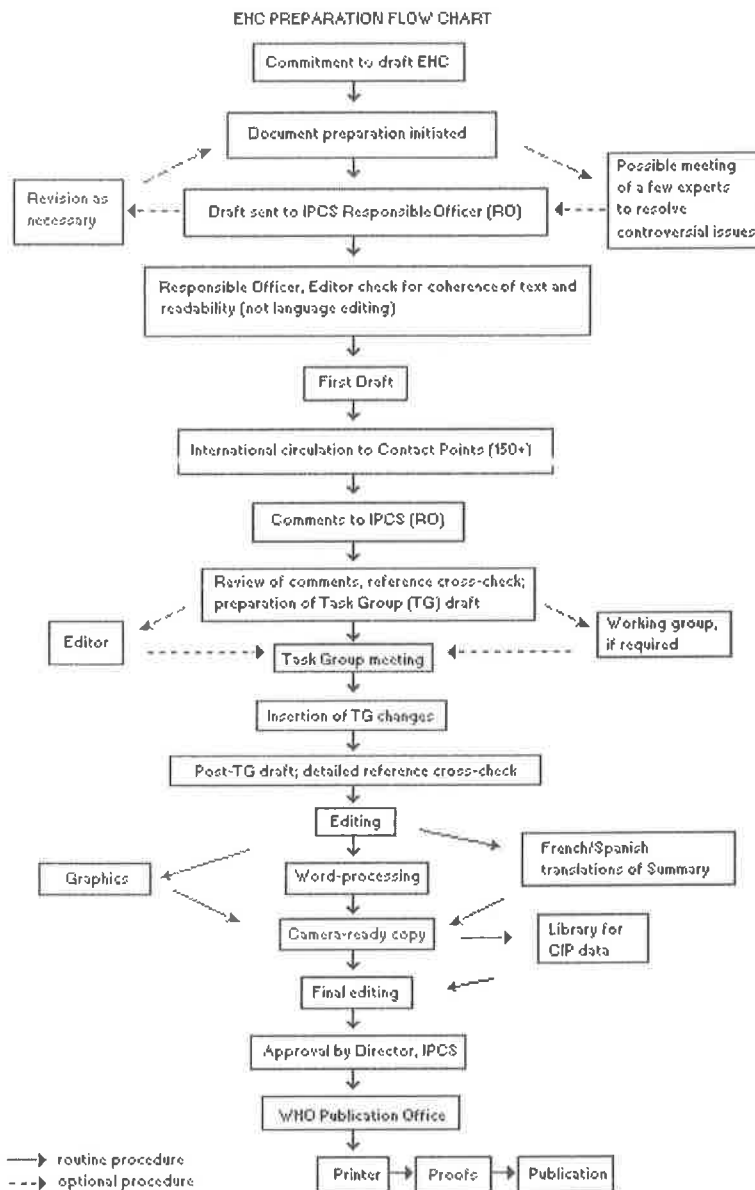 EHC PREPARATION FLOW CHART
Commitment to draft EHC
Document preparation initiated
Revision as
necessary
Possible meeting
of a few experts
to resolve
controversial issues
Draft sent to IPCS Responsible Officer (RO)
Responsible Officer, Editor check for coherence of text and
readability (not language editing)
First Draft
International circulation to Contact Points (150+)
Comments to IPCS (RO)
Review of comments, reference cross-check;
preparation of Task Group (TG) draft
Editor
Working group,
if required
Task Group meeting
Insertion of TG changes
Post-TG draft; detailed reference cross-check
Editing
French/Spanish
translations of Summary
Graphics
Word-processing
Camera-ready copy
Library for
CIP data
Final editing
Approval by Director, IPCS
WHO Publication Office
routine procedure
optional procedure
Printer
Proofs
Publication